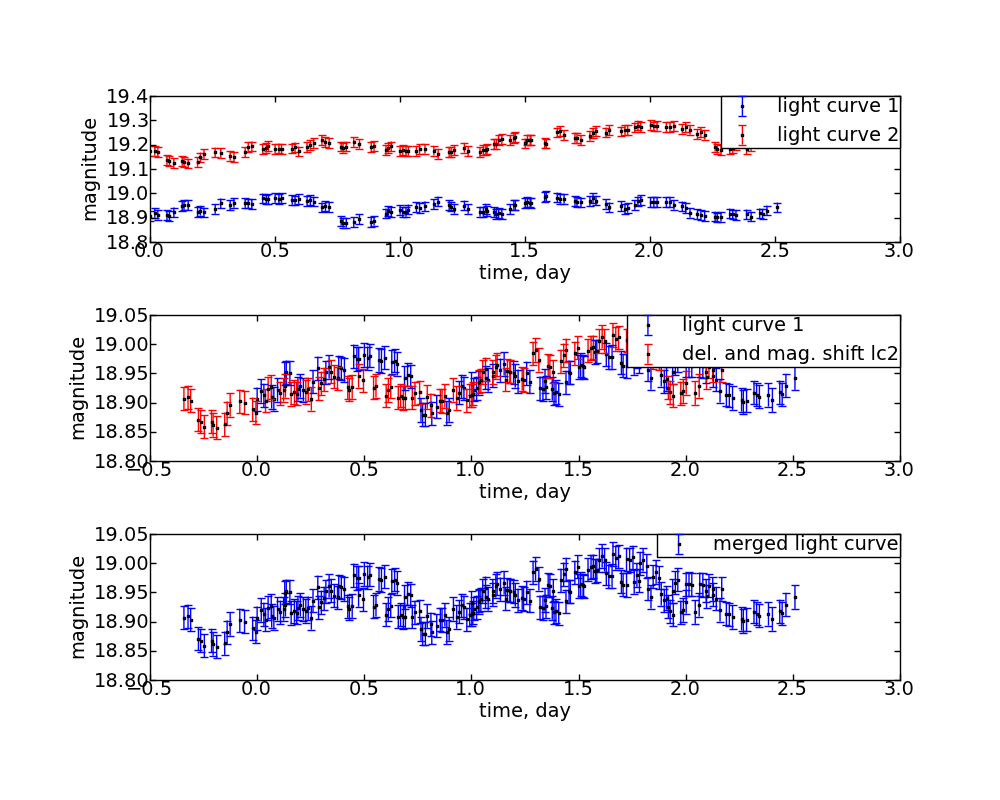 19.4
19.3
19.2
19.1
19.0
18.9
18.8
magnitude
light curve 1
light curve 2
0.0 0.5 1.0 1.5 2.0 2.5 3.0
time, day
19.05
19.00
18.95
18.90
18.85
18.80
magnitude
light curve 1
del. and mag. shift lc2
−0.5 0.0 0.5 1.0 1.5 2.0 2.5 3.0
time, day
19.05
19.00
18.95
18.90
18.85
18.80
magnitude
merged light curve
−0.5 0.0 0.5 1.0 1.5 2.0 2.5 3.0
time, day